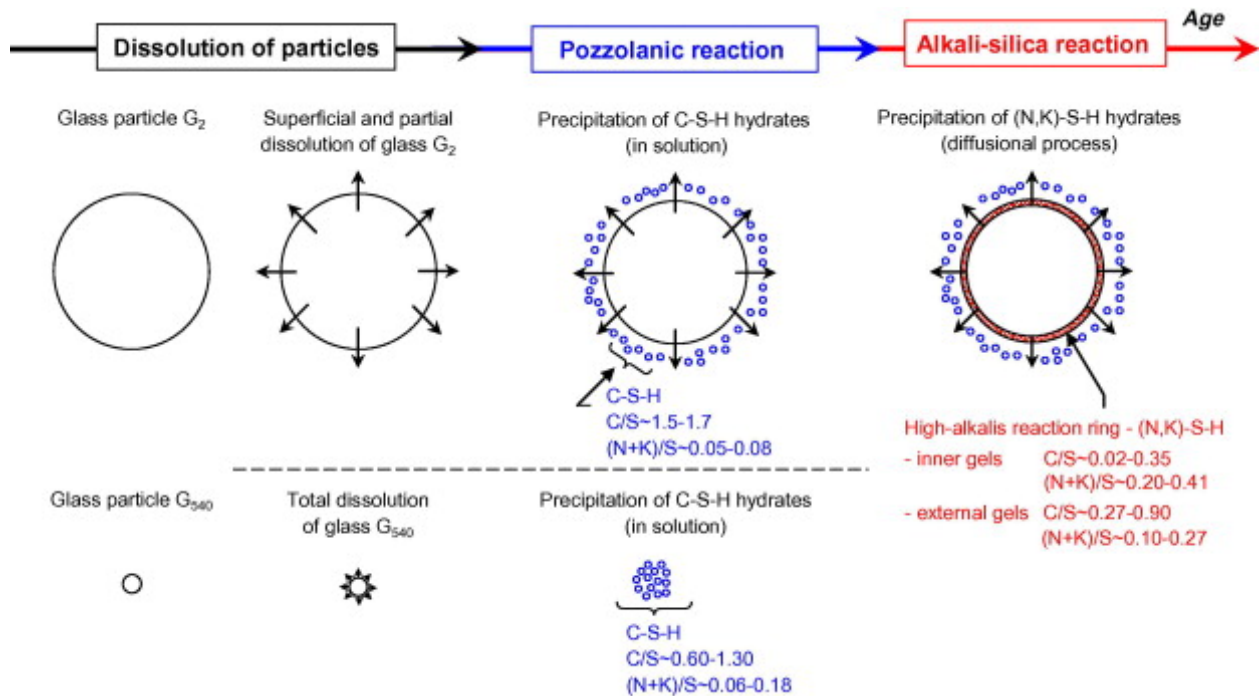 Age
Dissolution of particles
Pozzolanic reaction
Alkali-silica reaction
Glass particle G2
Superficial and partial
dissolution of glass G2
Precipitation of C-S-H hydrates
(in solution)
Precipitation of (N,K)-S-H hydrates
(diffusional process)
C-S-H
C/S~1.5-1.7
(N+K)/S~0.05-0.08
High-alkalis reaction ring - (N,K)-S-H
- inner gels C/S~0.02-0.35
(N+K)/S~0.20-0.41
- external gels C/S~0.27-0.90
(N+K)/S~0.10-0.27
Glass particle G540
Total dissolution
of glass G540
Precipitation of C-S-H hydrates
(in solution)
C-S-H
C/S~0.60-1.30
(N+K)/S~0.06-0.18